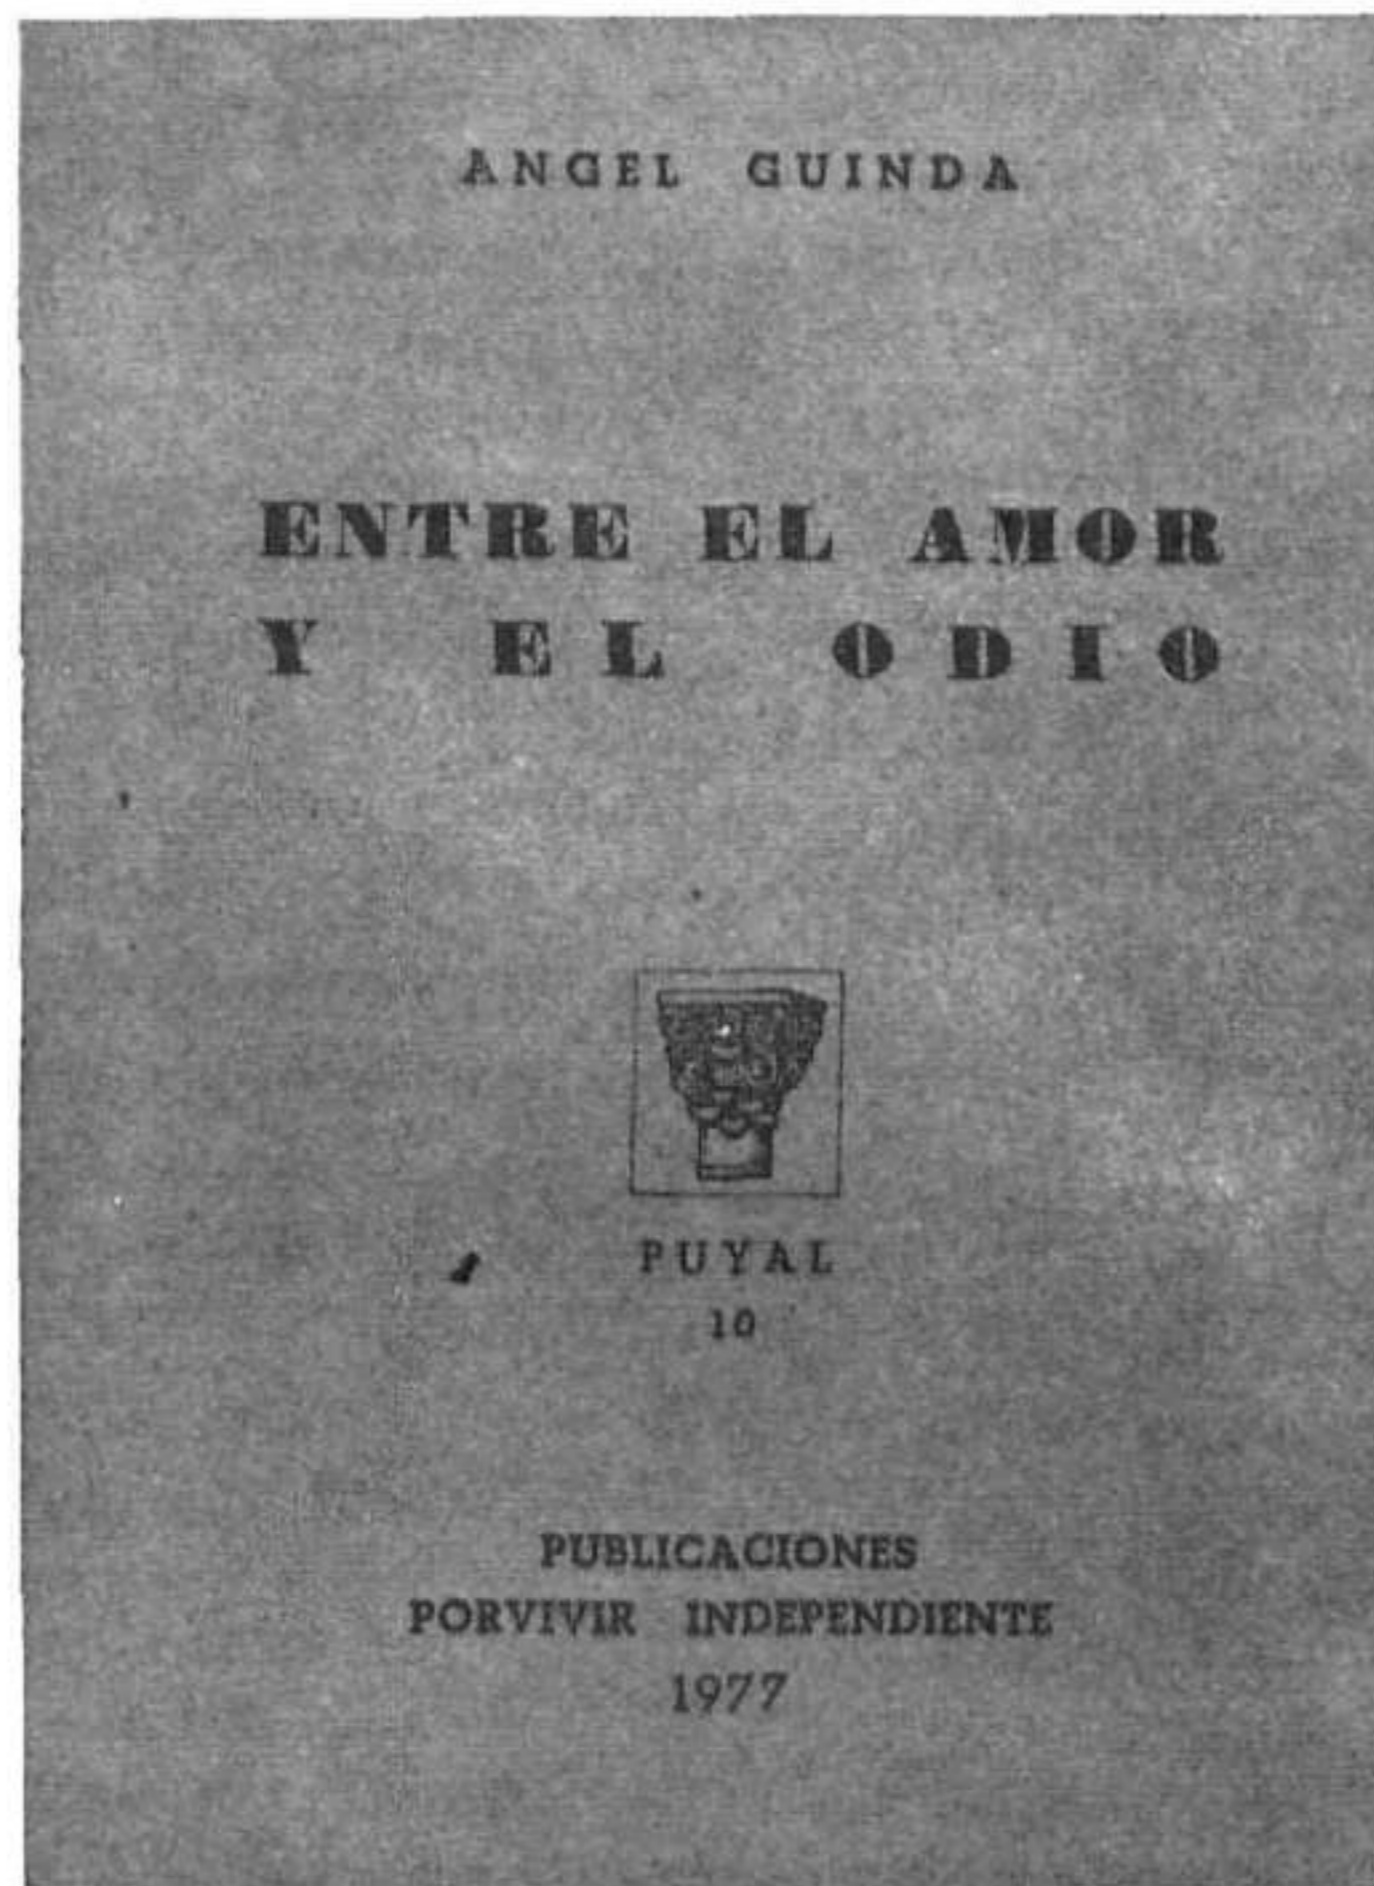 ANGEL GUINDA
ENTRE EL AMOR
Y EL ODIO
PUYAL
10
PUBLICACIONES
PORVIVIR INDEPENDIENTE
1977